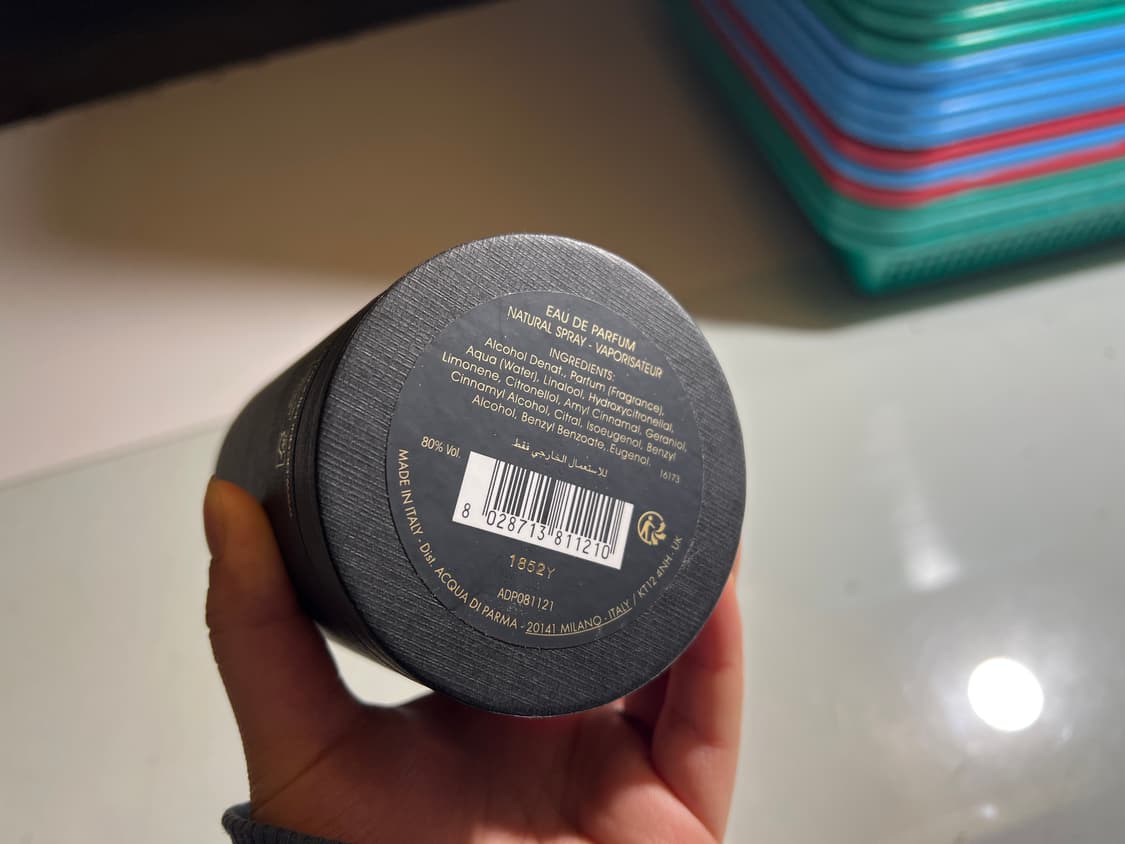 EAU DE PARFUM
NATURAL SPRAY - VAPORISATEUR
INGREDIENTS:
Alcohol Denat., Parfum (Fragrance),
Aqua (Water), Linalool, Hydroxycitronellal,
Limonene, Citronellol, Amyl Cinnamal, Geraniol,
Cinnamyl Alcohol, Citral, Isoeugenol, Benzyl
Alcohol, Benzyl Benzoate, Eugenol.
16173
للاستعمال الخارجي فقط
80% Vol.
8 028713 811210
1852Y
ADP081121
MADE IN ITALY - Dist. ACQUA DI PARMA - 20141 MILANO - ITALY / KT12 4NH - UK